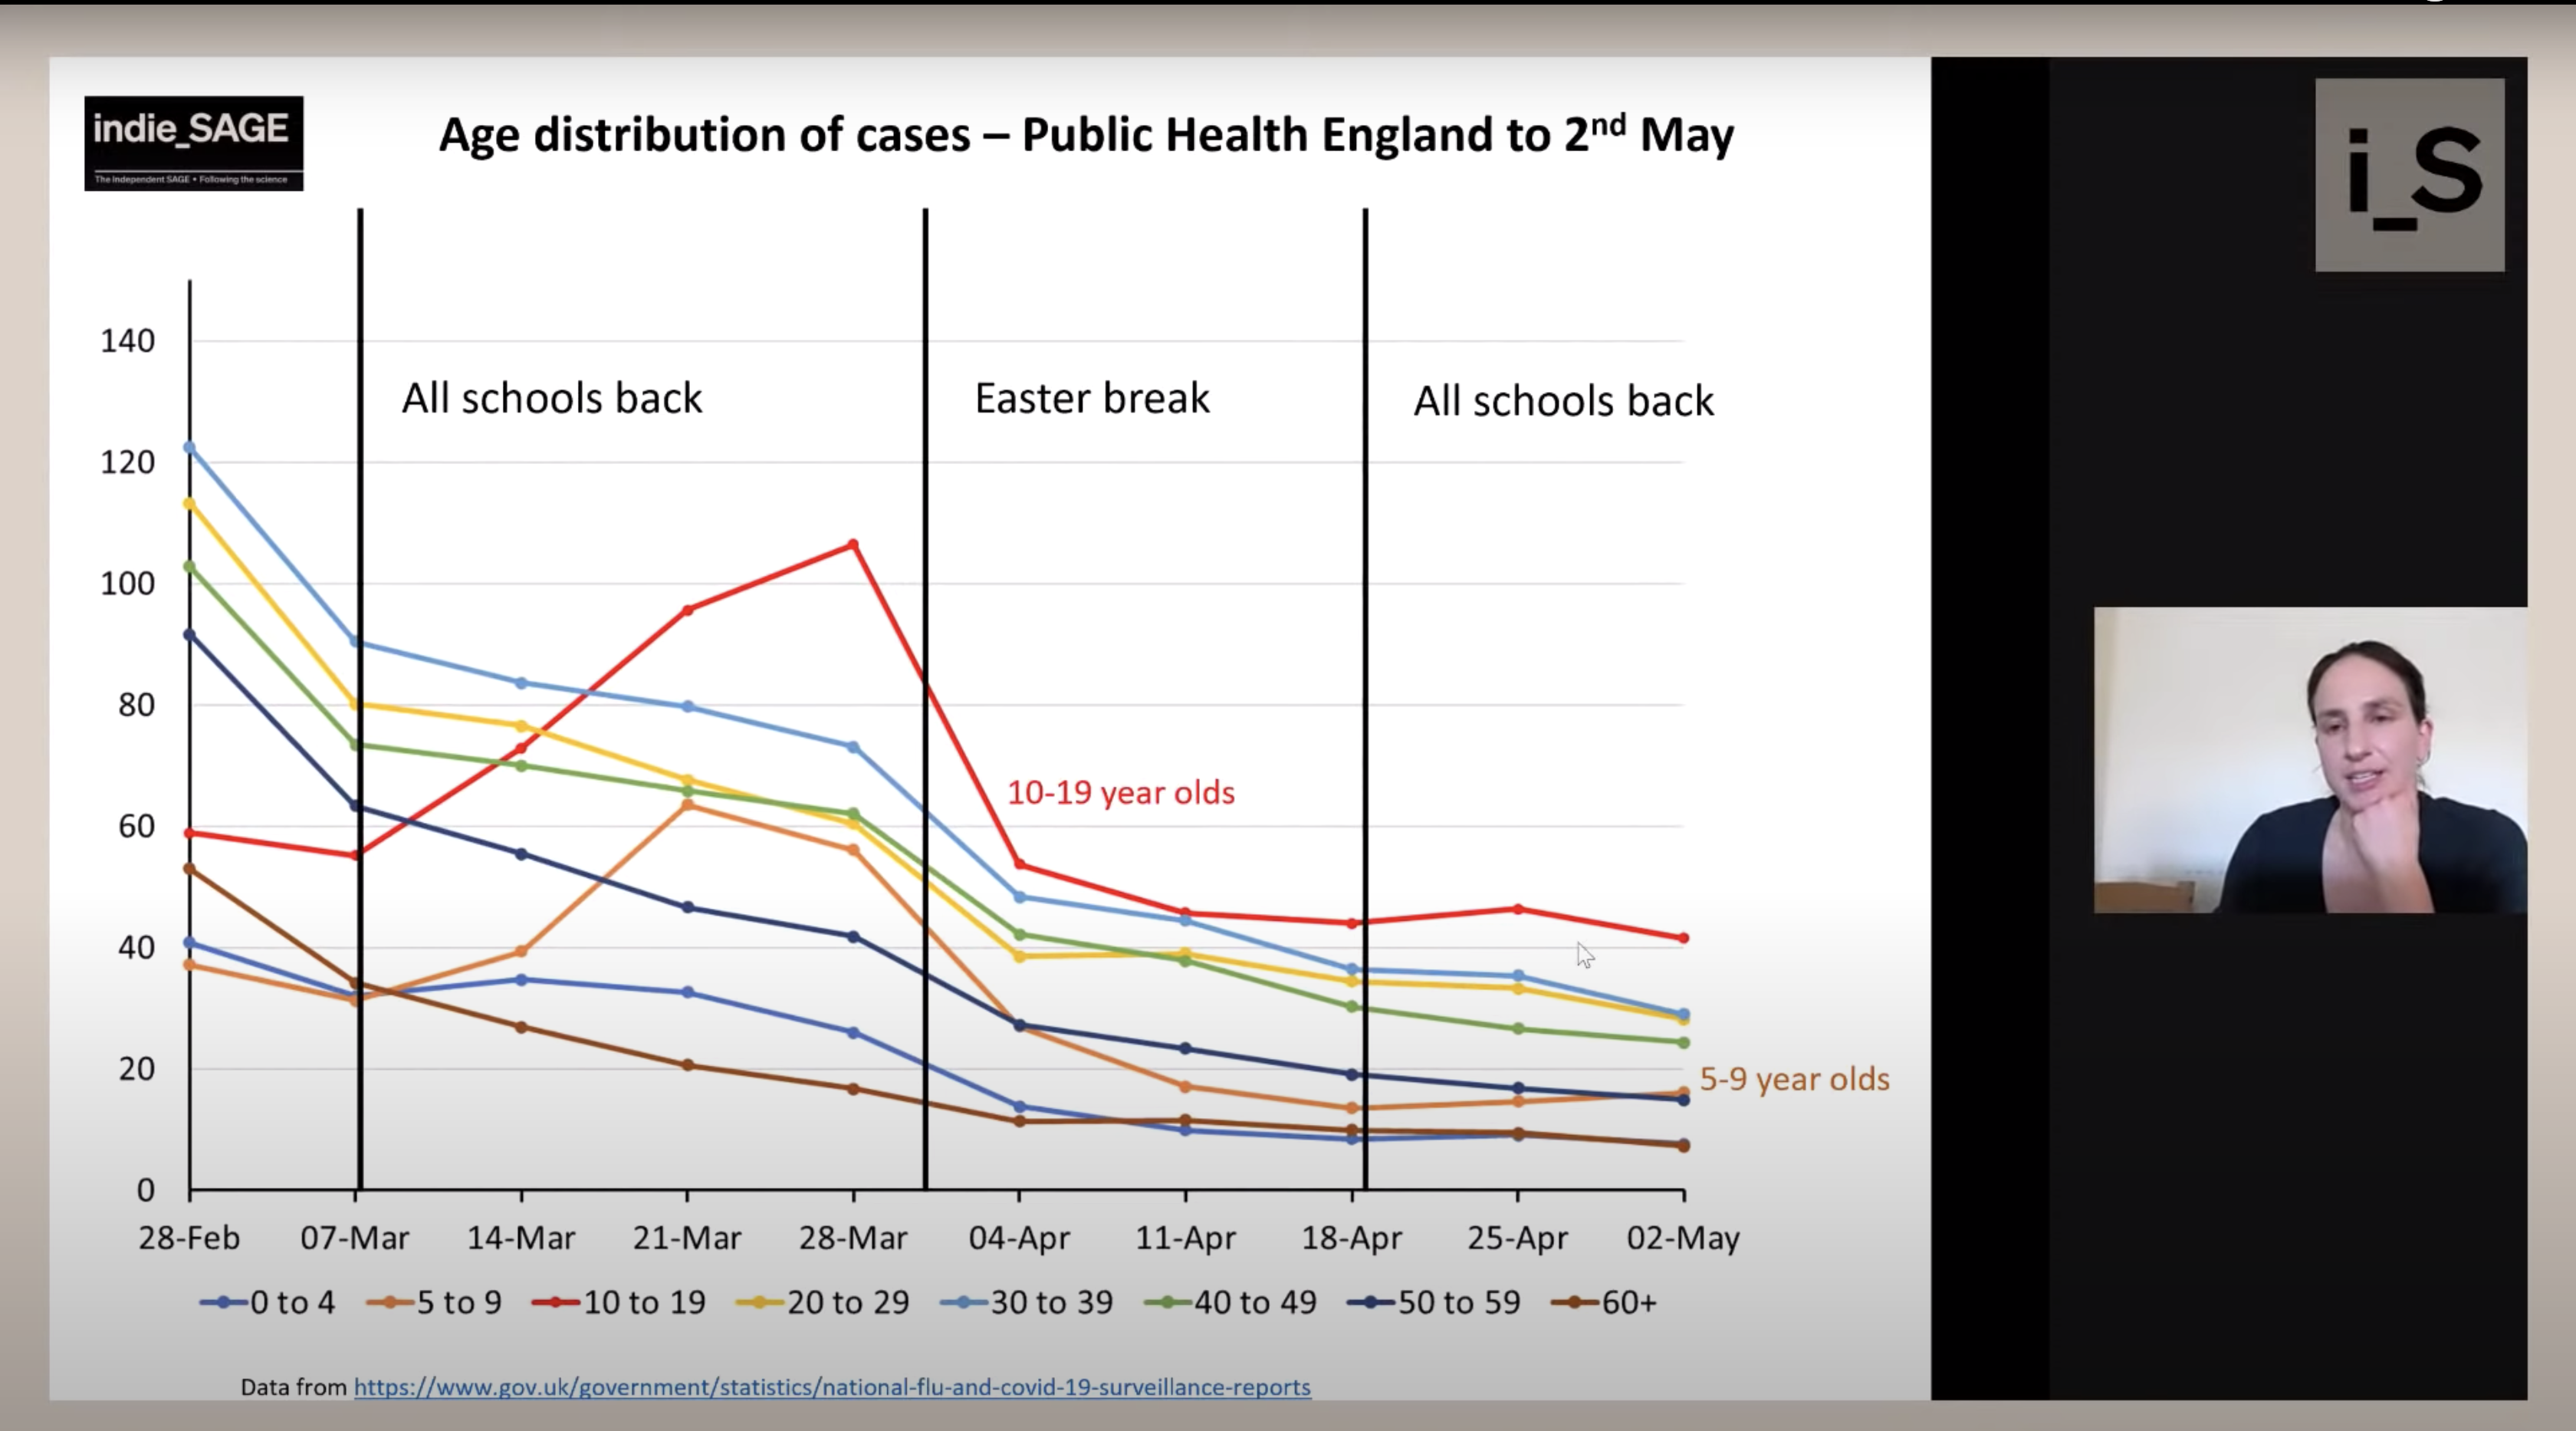 indie_SAGE
The Independent SAGE • Following the science
Age distribution of cases – Public Health England to 2nd May
i_S
All schools back
Easter break
All schools back
140
120
100
80
60
40
20
0
10-19 year olds
5-9 year olds
28-Feb 07-Mar 14-Mar 21-Mar 28-Mar 04-Apr 11-Apr 18-Apr 25-Apr 02-May
0 to 4 5 to 9 10 to 19 20 to 29 30 to 39 40 to 49 50 to 59 60+
Data from https://www.gov.uk/government/statistics/national-flu-and-covid-19-surveillance-reports